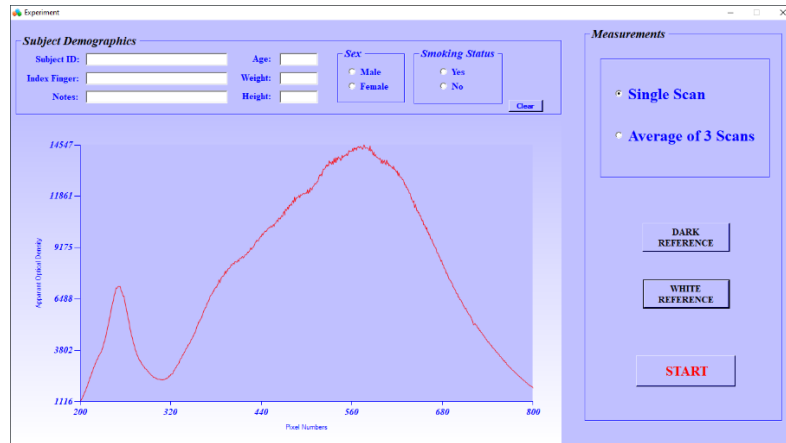 Experiment
Subject Demographics
Subject ID:
Index Finger:
Notes:
Age:
Weight:
Height:
Sex
Male
Female
Smoking Status
Yes
No
Clear
Measurements
Single Scan
Average of 3 Scans
DARK
REFERENCE
WHITE
REFERENCE
START
Apparant Optical Density
14547
11861
9175
6488
3802
1116
200 320 440 560 680 800
Pixel Numbers